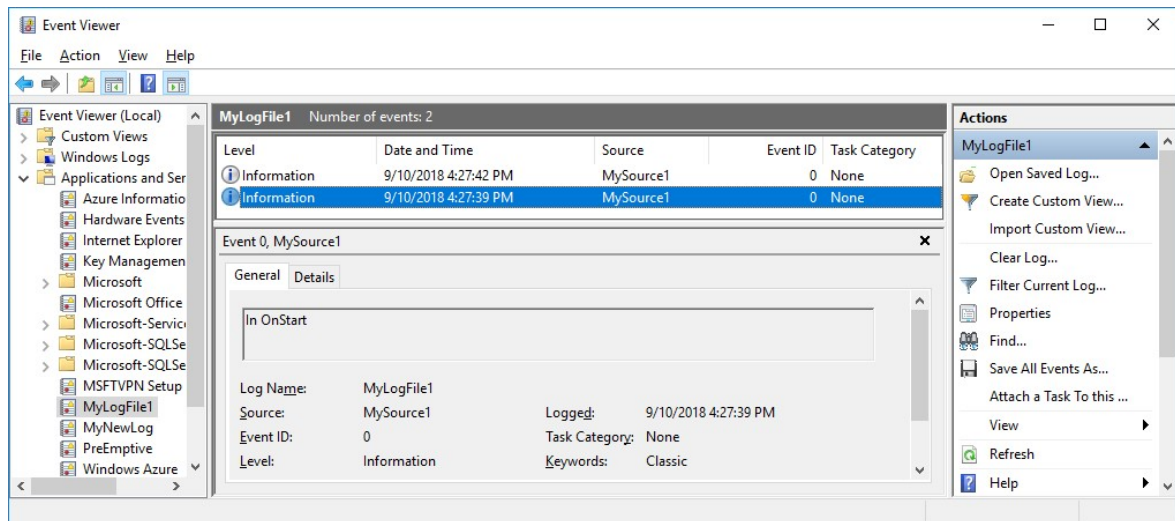 Event Viewer
File Action View Help
Event Viewer (Local)
Custom Views
Windows Logs
Applications and Ser
Azure Informatio
Hardware Events
Internet Explorer
Key Managemen
Microsoft
Microsoft Office
Microsoft-Servic
Microsoft-SQLSe
Microsoft-SQLSe
MSFTVPN Setup
MyLogFile1
MyNewLog
PreEmptive
Windows Azure
MyLogFile1 Number of events: 2
Level Date and Time Source Event ID Task Category
Information 9/10/2018 4:27:42 PM MySource1 0 None
Information 9/10/2018 4:27:39 PM MySource1 0 None
Event 0, MySource1
General Details
In OnStart
Log Name: MyLogFile1
Source: MySource1 Logged: 9/10/2018 4:27:39 PM
Event ID: 0 Task Category: None
Level: Information Keywords: Classic
Actions
MyLogFile1
Open Saved Log...
Create Custom View...
Import Custom View...
Clear Log...
Filter Current Log...
Properties
Find...
Save All Events As...
Attach a Task To this ...
View
Refresh
Help